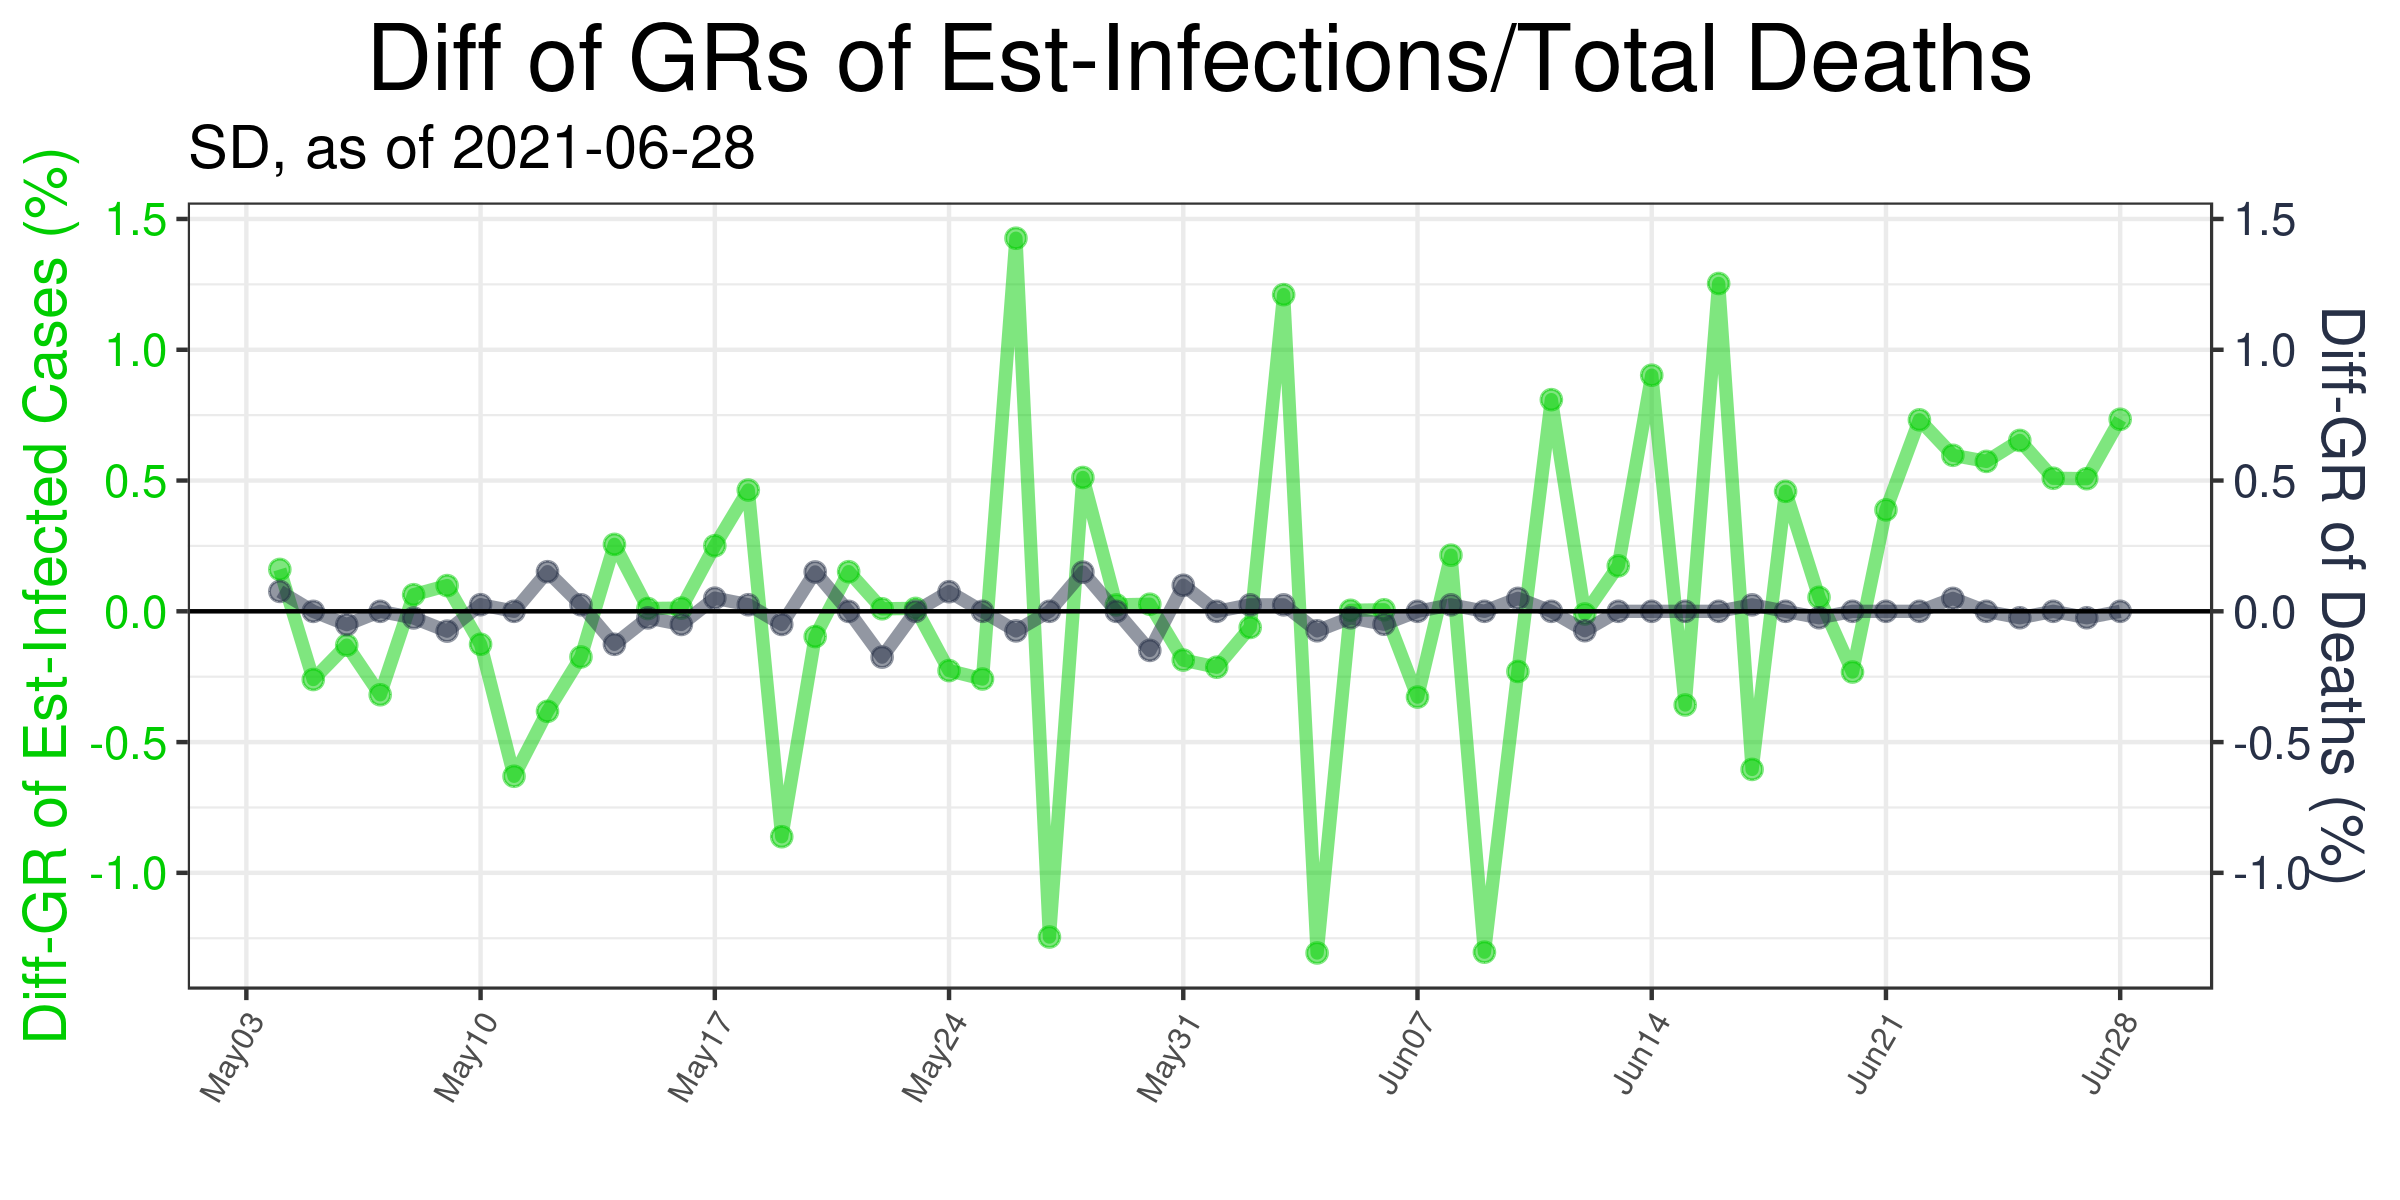 Diff of GRs of Est-Infections/Total Deaths
SD, as of 2021-06-28
Diff-GR of Est-Infected Cases (%)
1.5
1.0
0.5
0.0
-0.5
-1.0
1.5
1.0
0.5
0.0
-0.5
-1.0
Diff-GR of Deaths (%)
May03
May10
May17
May24
May31
Jun07
Jun14
Jun21
Jun28